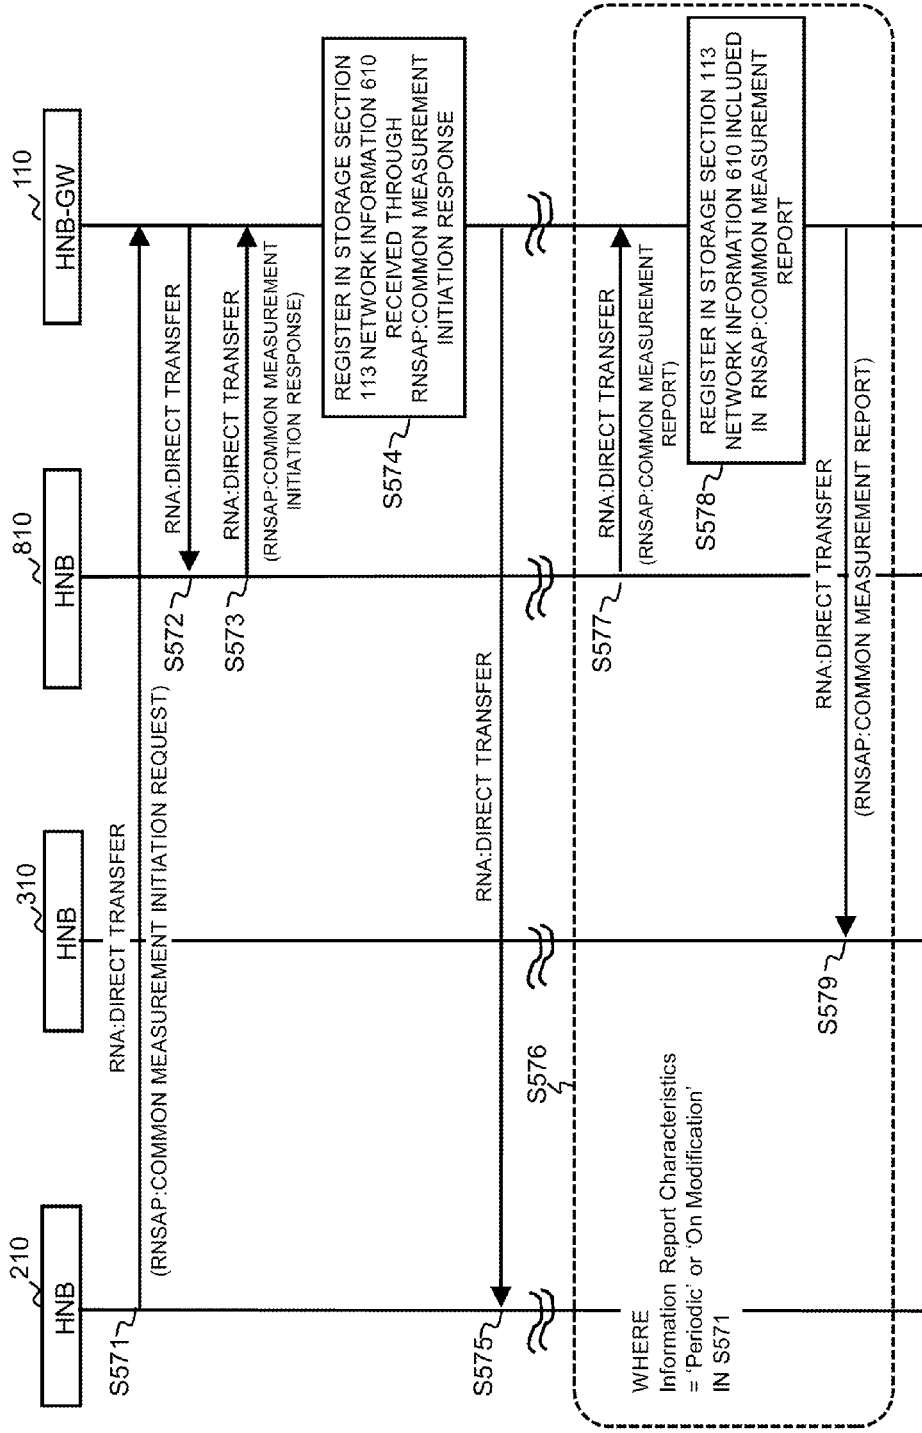 210
HNB
310
HNB
810
HNB
110
HNB-GW
S571
RNA:DIRECT TRANSFER
(RNSAP:COMMON MEASUREMENT INITIATION REQUEST)
S572
RNA:DIRECT TRANSFER
S573
RNA:DIRECT TRANSFER
(RNSAP:COMMON MEASUREMENT
INITIATION RESPONSE)
S574
REGISTER IN STORAGE SECTION
113 NETWORK INFORMATION 610
RECEIVED THROUGH
RNSAP:COMMON MEASUREMENT
INITIATION RESPONSE
S575
RNA:DIRECT TRANSFER
S576
WHERE
Information Report Characteristics
= 'Periodic' or 'On Modification'
IN S571
S577
RNA:DIRECT TRANSFER
(RNSAP:COMMON MEASUREMENT
REPORT)
S578
REGISTER IN STORAGE SECTION 113
NETWORK INFORMATION 610 INCLUDED
IN RNSAP:COMMON MEASUREMENT
REPORT
S579
RNA:DIRECT TRANSFER
(RNSAP:COMMON MEASUREMENT REPORT)